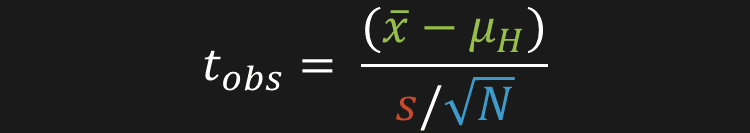 t_obs = (x̄ − μ_H) / (s/√N)